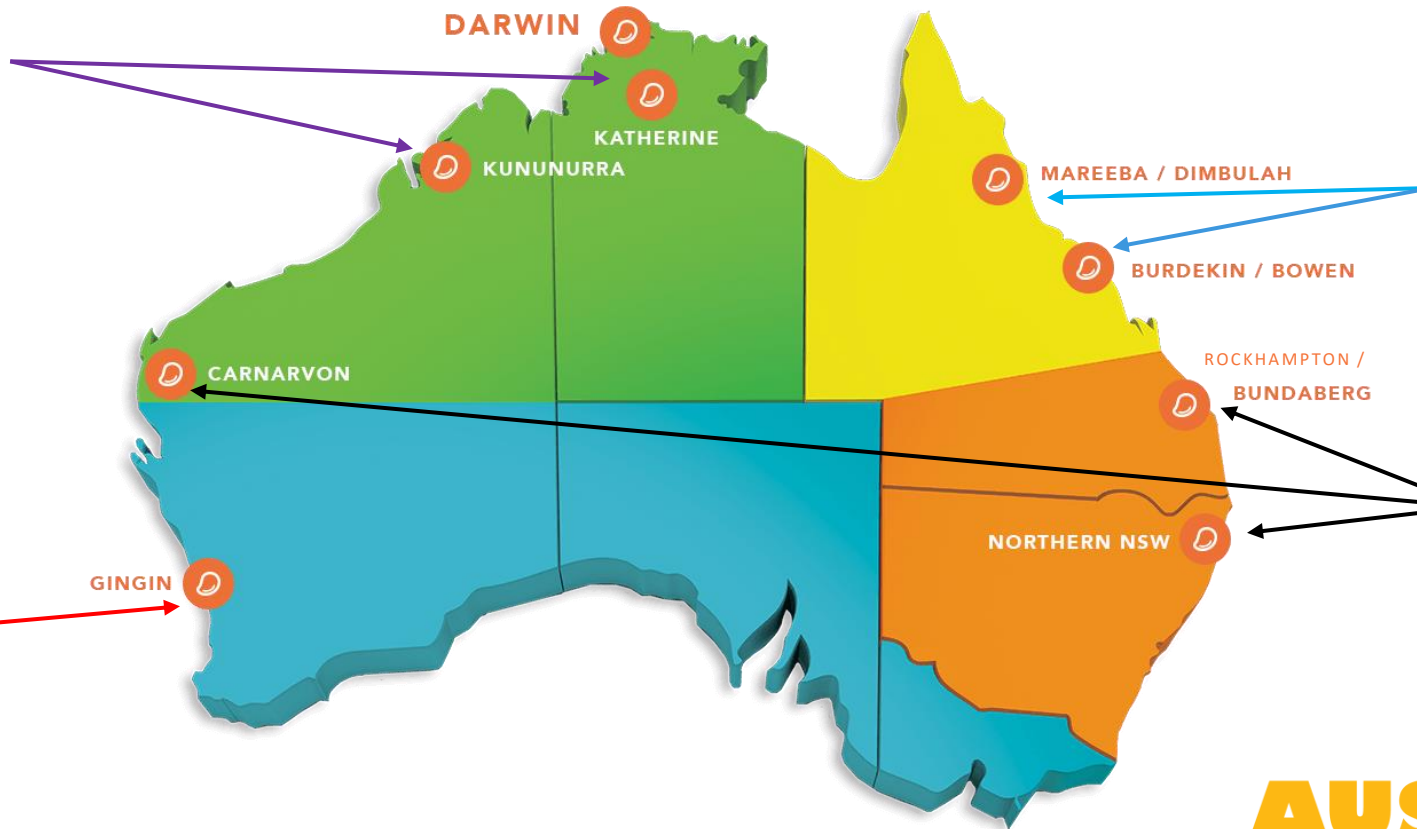 DARWIN
KATHERINE
KUNUNURRA
MAREEBA / DIMBULAH
BURDEKIN / BOWEN
ROCKHAMPTON /
BUNDABERG
CARNARVON
NORTHERN NSW
GINGIN
AUS